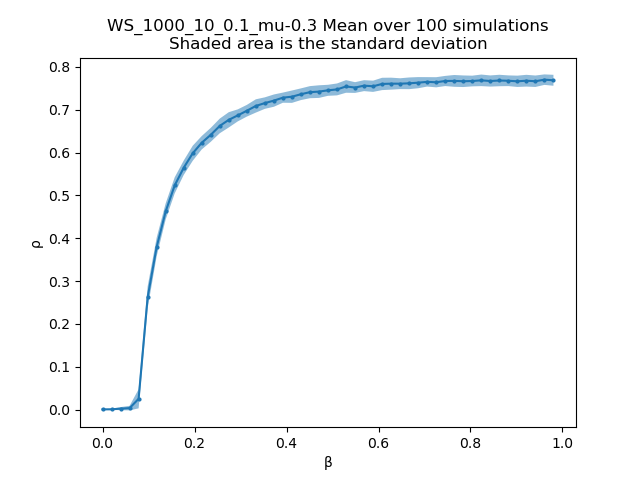 WS_1000_10_0.1_mu-0.3 Mean over 100 simulations
Shaded area is the standard deviation
0.8
0.7
0.6
0.5
0.4
0.3
0.2
0.1
0.0
ρ
0.0 0.2 0.4 0.6 0.8 1.0
β